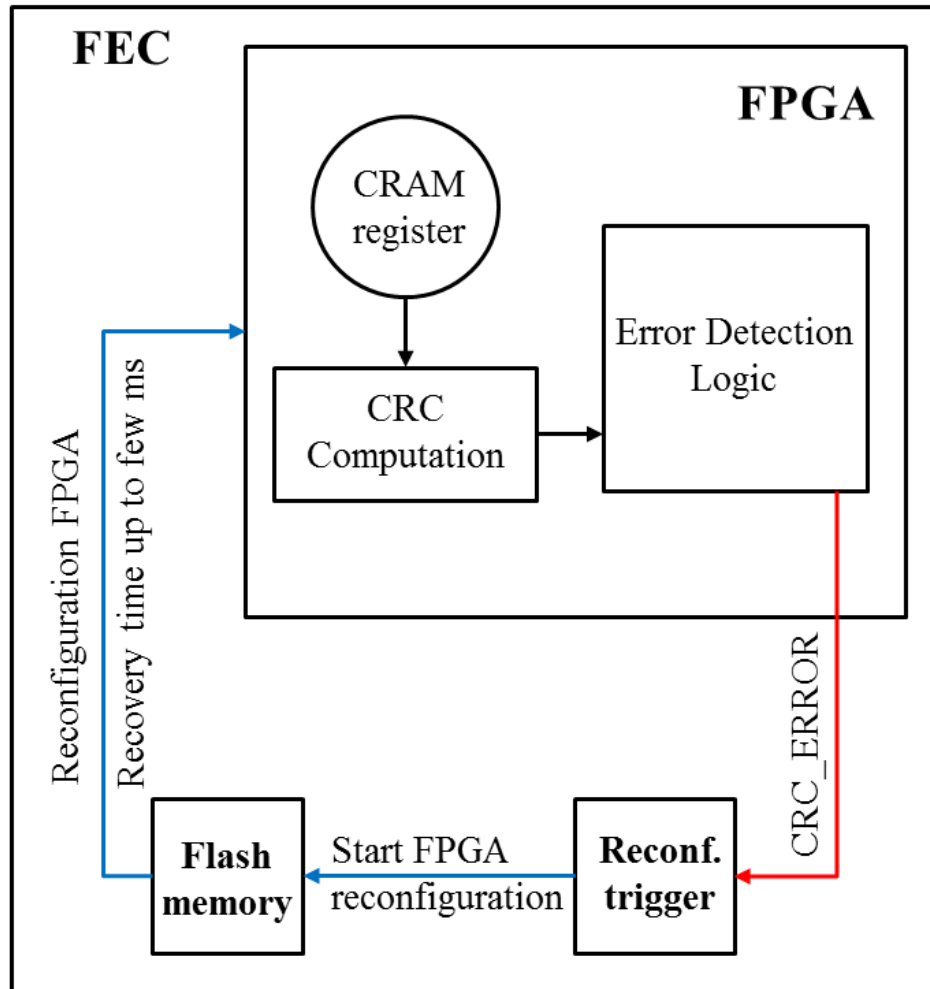 FEC
FPGA
CRAM
register
Error Detection
Logic
CRC
Computation
Reconfiguration FPGA
Recovery time up to few ms
CRC_ERROR
Flash
memory
Start FPGA
reconfiguration
Reconf.
trigger